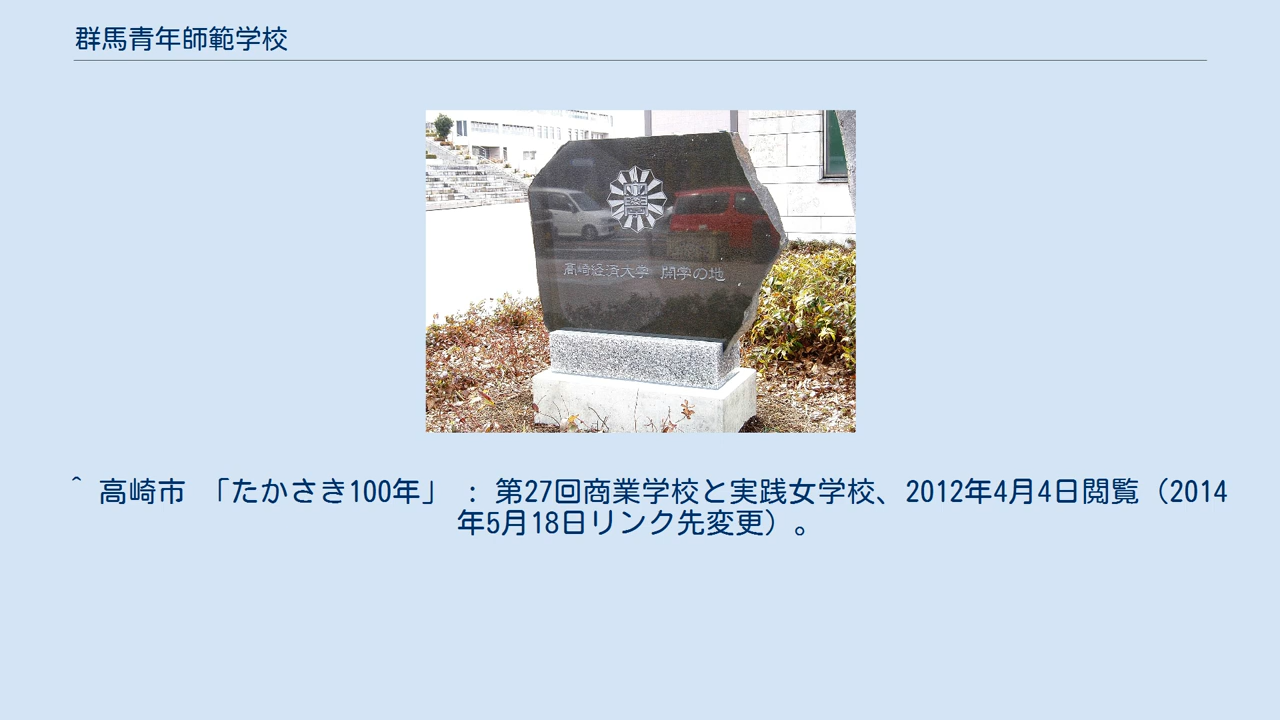 群馬青年師範学校
高崎経済大学 開学の地
^ 高崎市 「たかさき100年」 : 第27回商業学校と実践女学校、2012年4月4日閲覧（2014
年5月18日リンク先変更）。